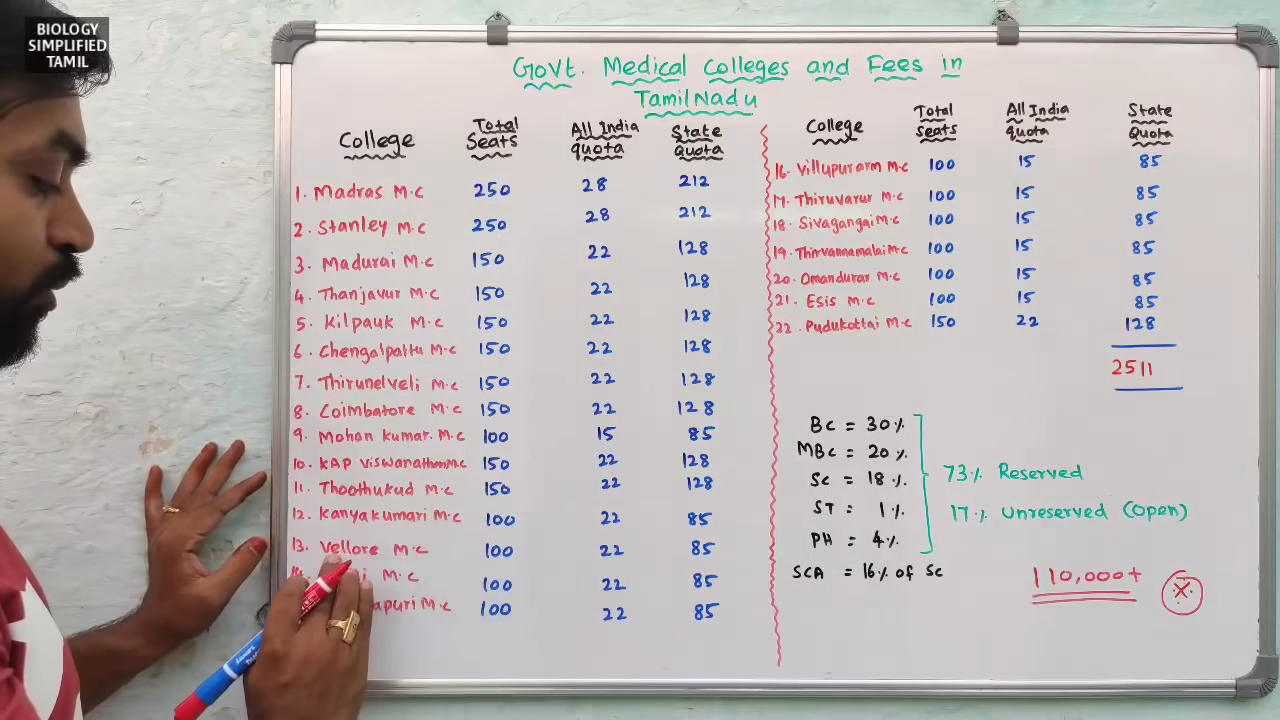 BIOLOGY
SIMPLIFIED
TAMIL
Govt. Medical colleges and Fees in
TamilNadu
College Total Seats All India quota State Quota
1. Madras M.C 250 28 212
2. Stanley M.C 250 28 212
3. Madurai M.C 150 22 128
4. Thanjavur M.C 150 22 128
5. Kilpauk M.C 150 22 128
6. Chengalpattu M.C 150 22 128
7. Thirunelveli M.C 150 22 128
8. Coimbatore M.C 150 22 128
9. Mohan kumar. M.C 100 15 85
10. KAP Viswanathan M.C 150 22 128
11. Thoothukud M.C 150 22 128
12. Kanyakumari M.C 100 22 85
13. Vellore M.C 100 22 85
M.C 100 22 85
apuri M.C 100 22 85
College Total seats All India quota State Quota
16. Villupuram M.C 100 15 85
17. Thiruvarur M.C 100 15 85
18. Sivagangai M.C 100 15 85
19. Thiruvannamalai M.C 100 15 85
20. Omandurar M.C 100 15 85
21. Esis M.C 100 15 85
22. Pudukottai M.C 150 22 128
2511
BC = 30%
MBC = 20%
SC = 18%
ST = 1%
PH = 4%
73% Reserved
17% Unreserved (open)
SCA = 16% of SC
110,000+